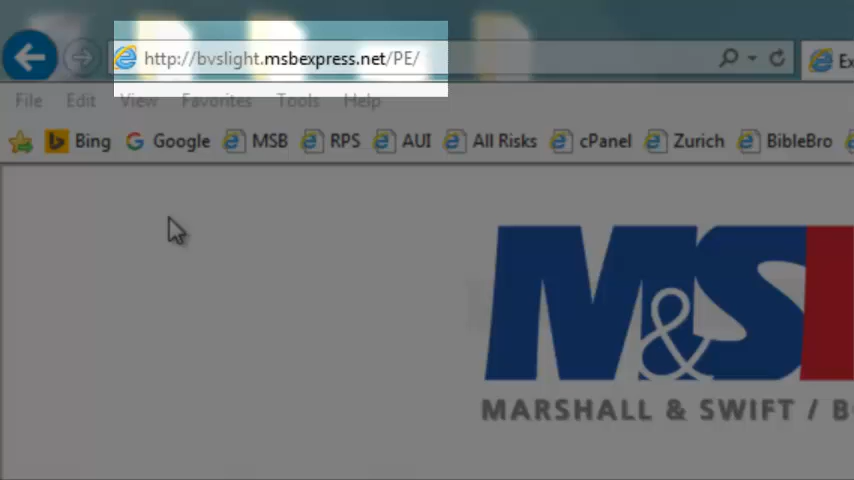 http://bvslight.msbexpress.net/PE/
Ex
File Edit View Favorites Tools Help
Bing Google MSB RPS AUI All Risks cPanel Zurich BibleBro
M&S
MARSHALL & SWIFT / B